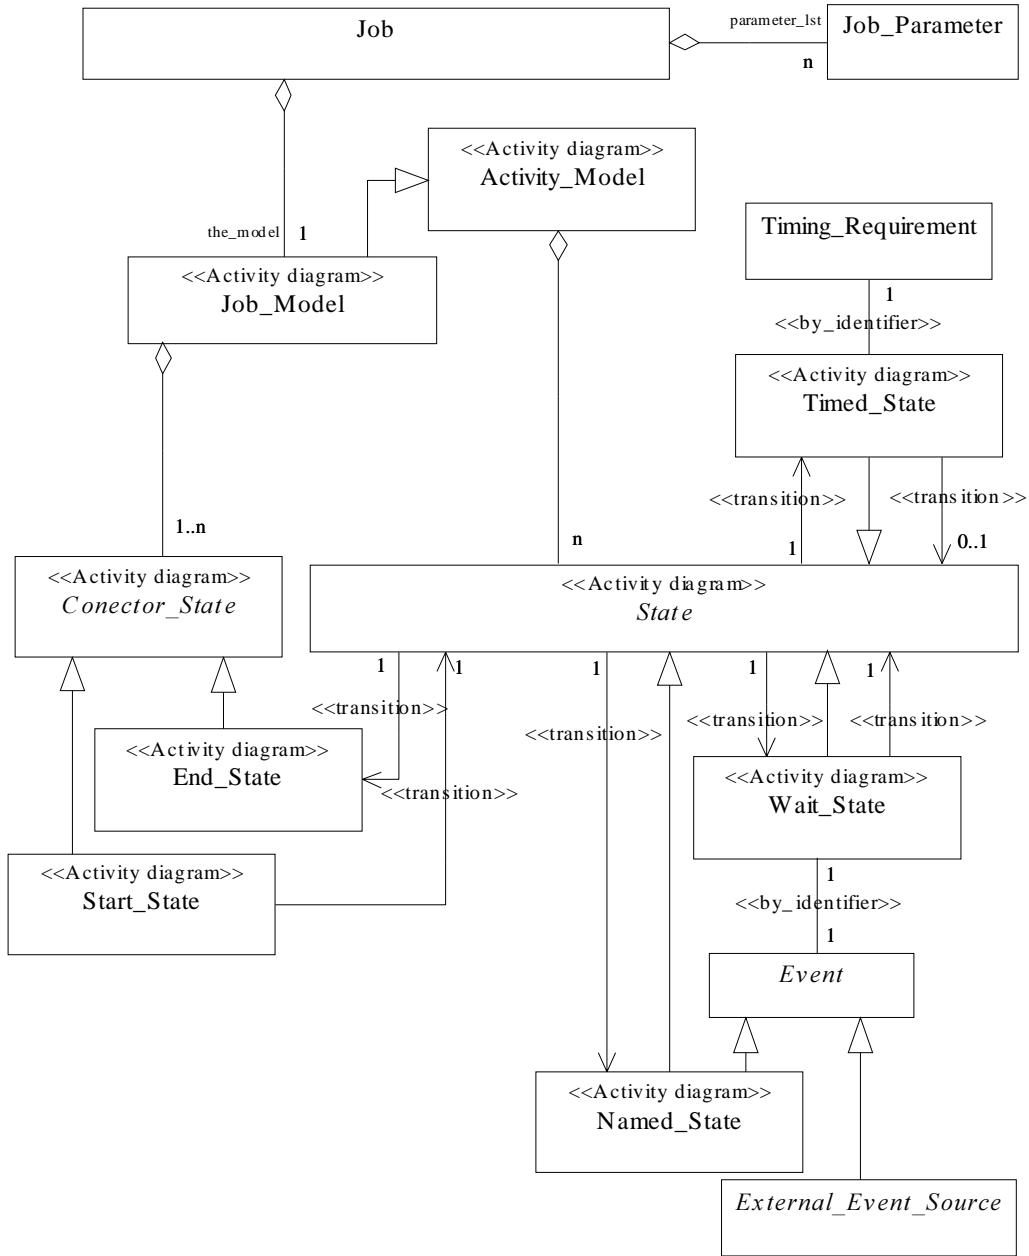 Job
parameter_lst
n
Job_Parameter
<<Activity diagram>>
Activity_Model
the_model
1
<<Activity diagram>>
Job_Model
Timing_Requirement
1
<<by_identifier>>
<<Activity diagram>>
Timed_State
<<transition>>
<<transition>>
1..n
n
1
0..1
<<Activity diagram>>
Conector_State
<<Activity diagram>>
State
1
1
1
1
1
<<transition>>
<<transition>>
<<transition>>
<<transition>>
<<Activity diagram>>
End_State
<<transition>>
<<Activity diagram>>
Wait_State
<<Activity diagram>>
Start_State
1
<<by_identifier>>
1
Event
<<Activity diagram>>
Named_State
External_Event_Source